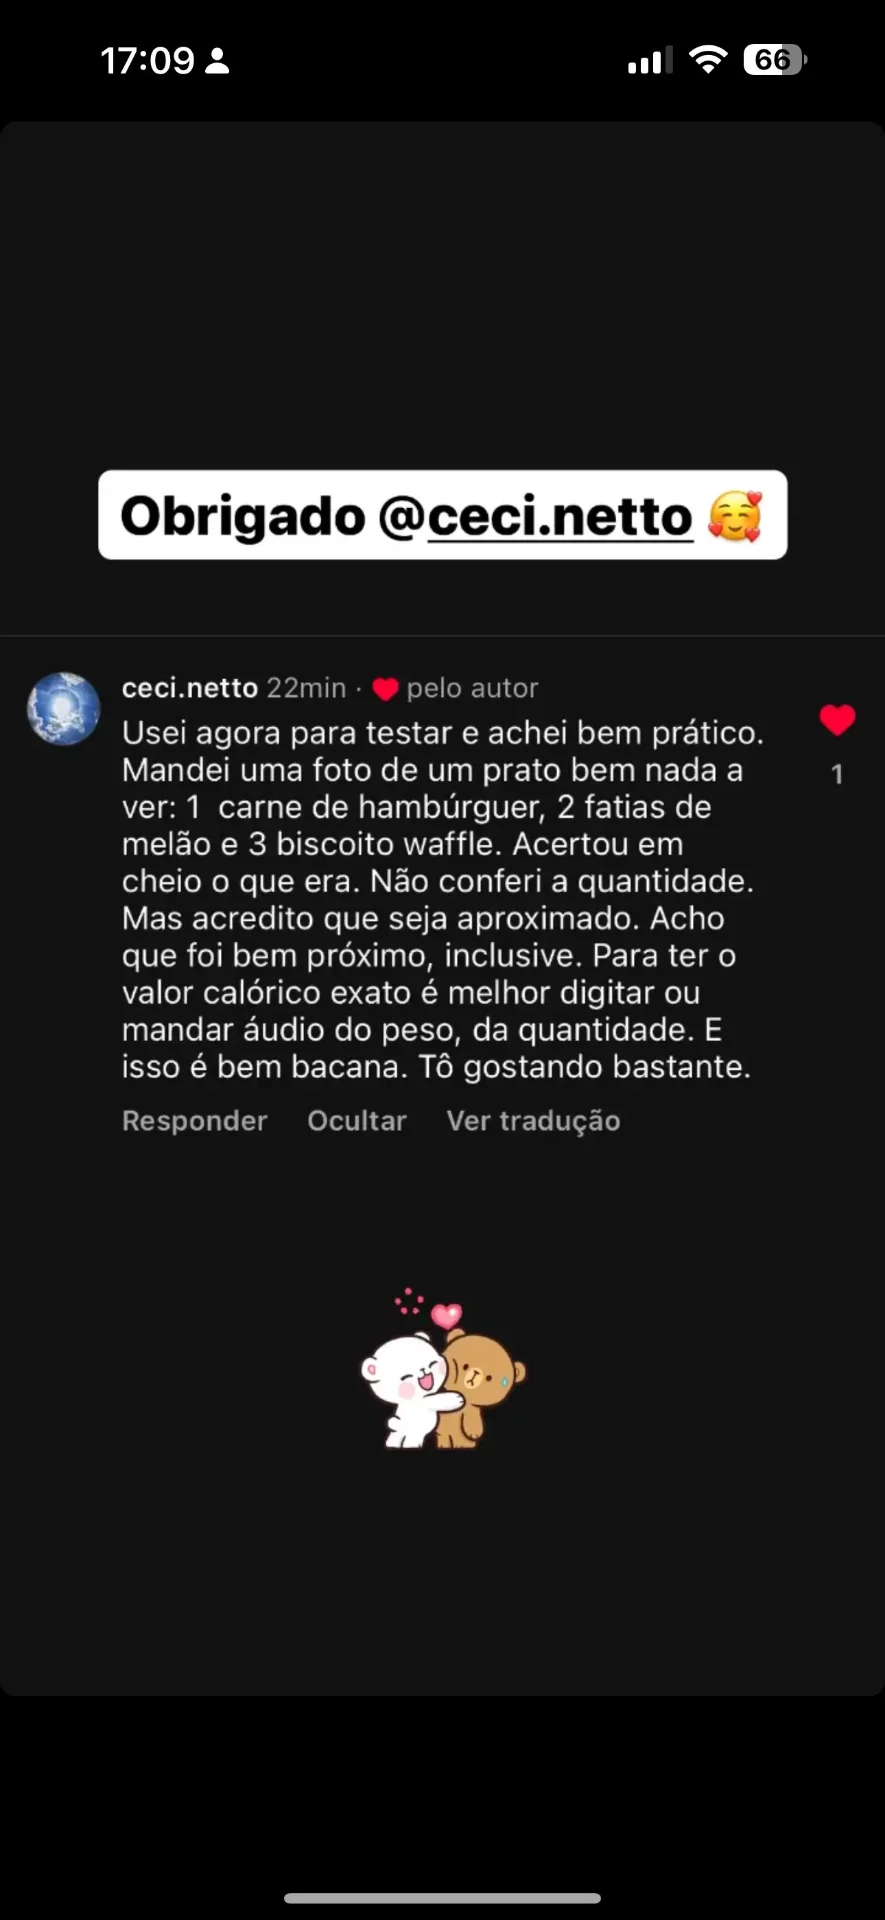 17:09
66
Obrigado @ceci.netto 🥰
ceci.netto 22min · ❤️ pelo autor
Usei agora para testar e achei bem prático.
Mandei uma foto de um prato bem nada a
1
ver: 1  carne de hambúrguer, 2 fatias de
melão e 3 biscoito waffle. Acertou em
cheio o que era. Não conferi a quantidade.
Mas acredito que seja aproximado. Acho
que foi bem próximo, inclusive. Para ter o
valor calórico exato é melhor digitar ou
mandar áudio do peso, da quantidade. E
isso é bem bacana. Tô gostando bastante.
Responder Ocultar Ver tradução